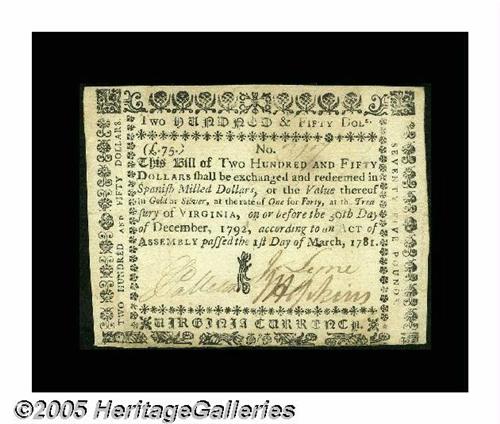 Two HUNDRED & FIFTY DOLS.
(£.75.) No.
This Bill of TWO HUNDRED AND FIFTY
DOLLARS shall be exchanged and redeemed in
Spanish Milled Dollars, or the Value thereof
in Gold or Silver, at the rate of One for Forty, at the Trea
sury of VIRGINIA, on or before the 30th Day
of December, 1792, according to an ACT of
ASSEMBLY passed the 1st Day of March, 1781.
Lyne
Hopkins
VIRGINIA CURRENCY.
TWO HUNDRED AND FIFTY DOLLARS.
SEVENTY-FIVE POUNDS.
©2005 HeritageGalleries